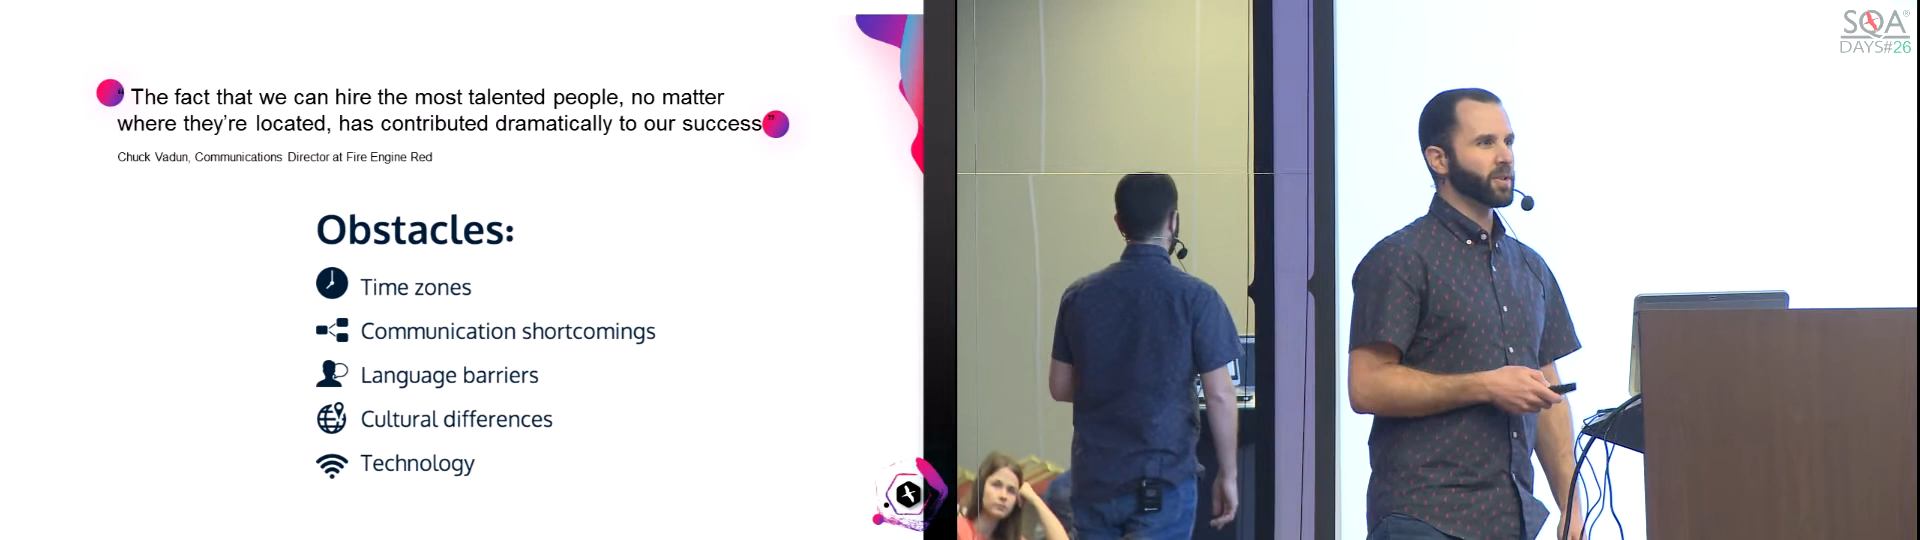 “ The fact that we can hire the most talented people, no matter
where they’re located, has contributed dramatically to our success”
Chuck Vadun, Communications Director at Fire Engine Red
Obstacles:
Time zones
Communication shortcomings
Language barriers
Cultural differences
Technology
SQA®
DAYS#26